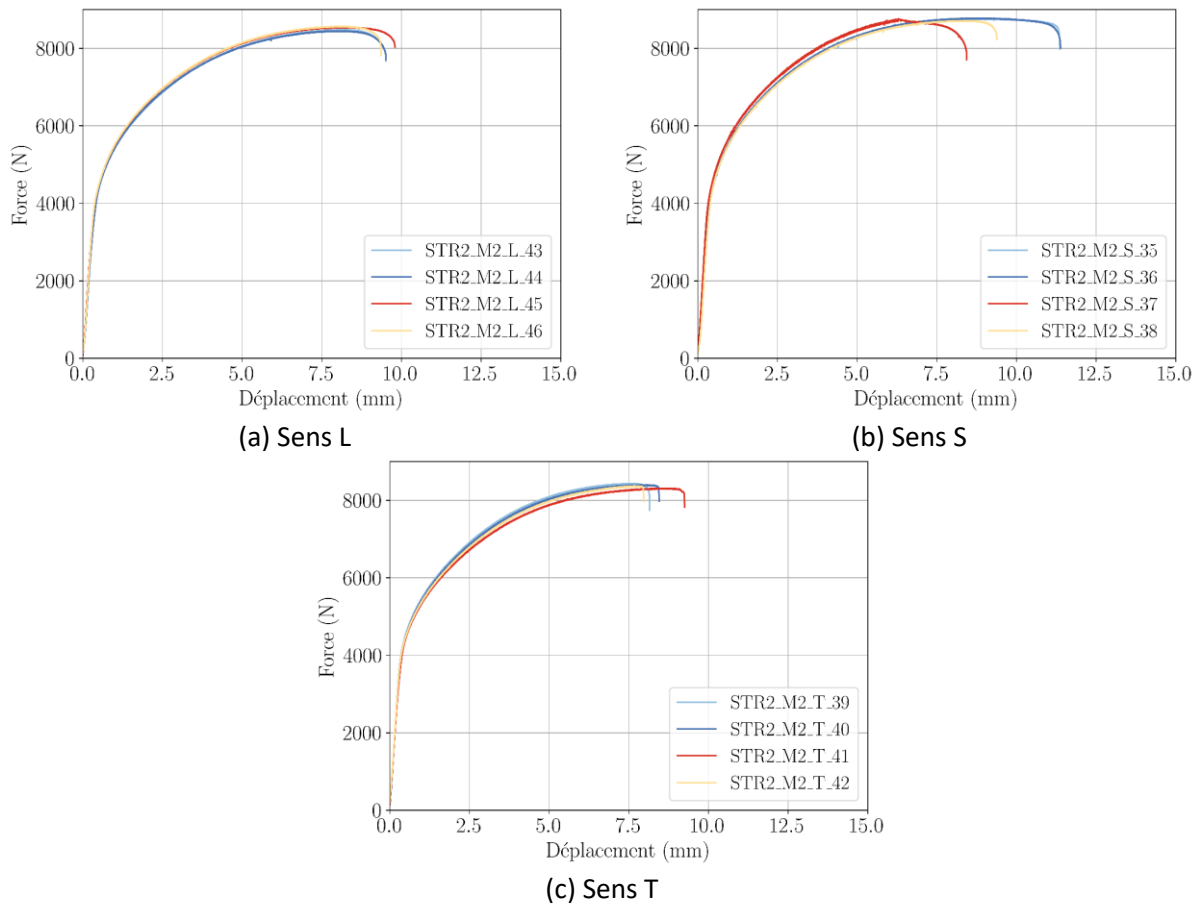 8000
6000
4000
2000
0
Force (N)
0.0 2.5 5.0 7.5 10.0 12.5 15.0
Déplacement (mm)
STR2_M2_L_43
STR2_M2_L_44
STR2_M2_L_45
STR2_M2_L_46
(a) Sens L
8000
6000
4000
2000
0
Force (N)
0.0 2.5 5.0 7.5 10.0 12.5 15.0
Déplacement (mm)
STR2_M2_S_35
STR2_M2_S_36
STR2_M2_S_37
STR2_M2_S_38
(b) Sens S
8000
6000
4000
2000
0
Force (N)
0.0 2.5 5.0 7.5 10.0 12.5 15.0
Déplacement (mm)
STR2_M2_T_39
STR2_M2_T_40
STR2_M2_T_41
STR2_M2_T_42
(c) Sens T